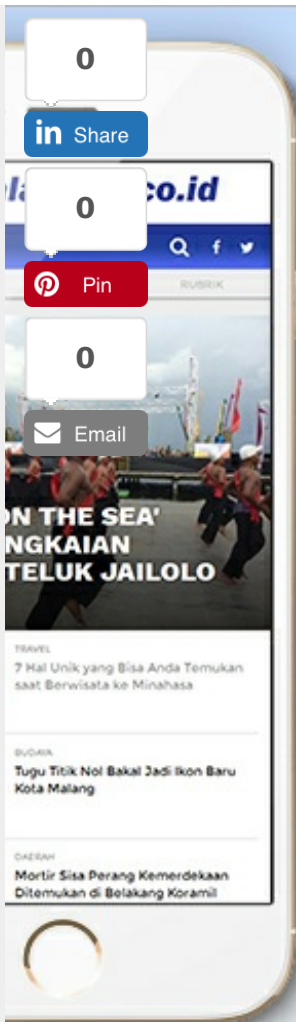 0
in Share
co.id
0
f
Pin
RUBRIK
0
Email
ON THE SEA'
NGKAIAN
TELUK JAILOLO
TRAVEL
7 Hal Unik yang Bisa Anda Temukan
saat Berwisata ke Minahasa
BUDAYA
Tugu Titik Nol Bakal Jadi Ikon Baru
Kota Malang
DAERAH
Mortir Sisa Perang Kemerdekaan
Ditemukan di Belakang Koramil